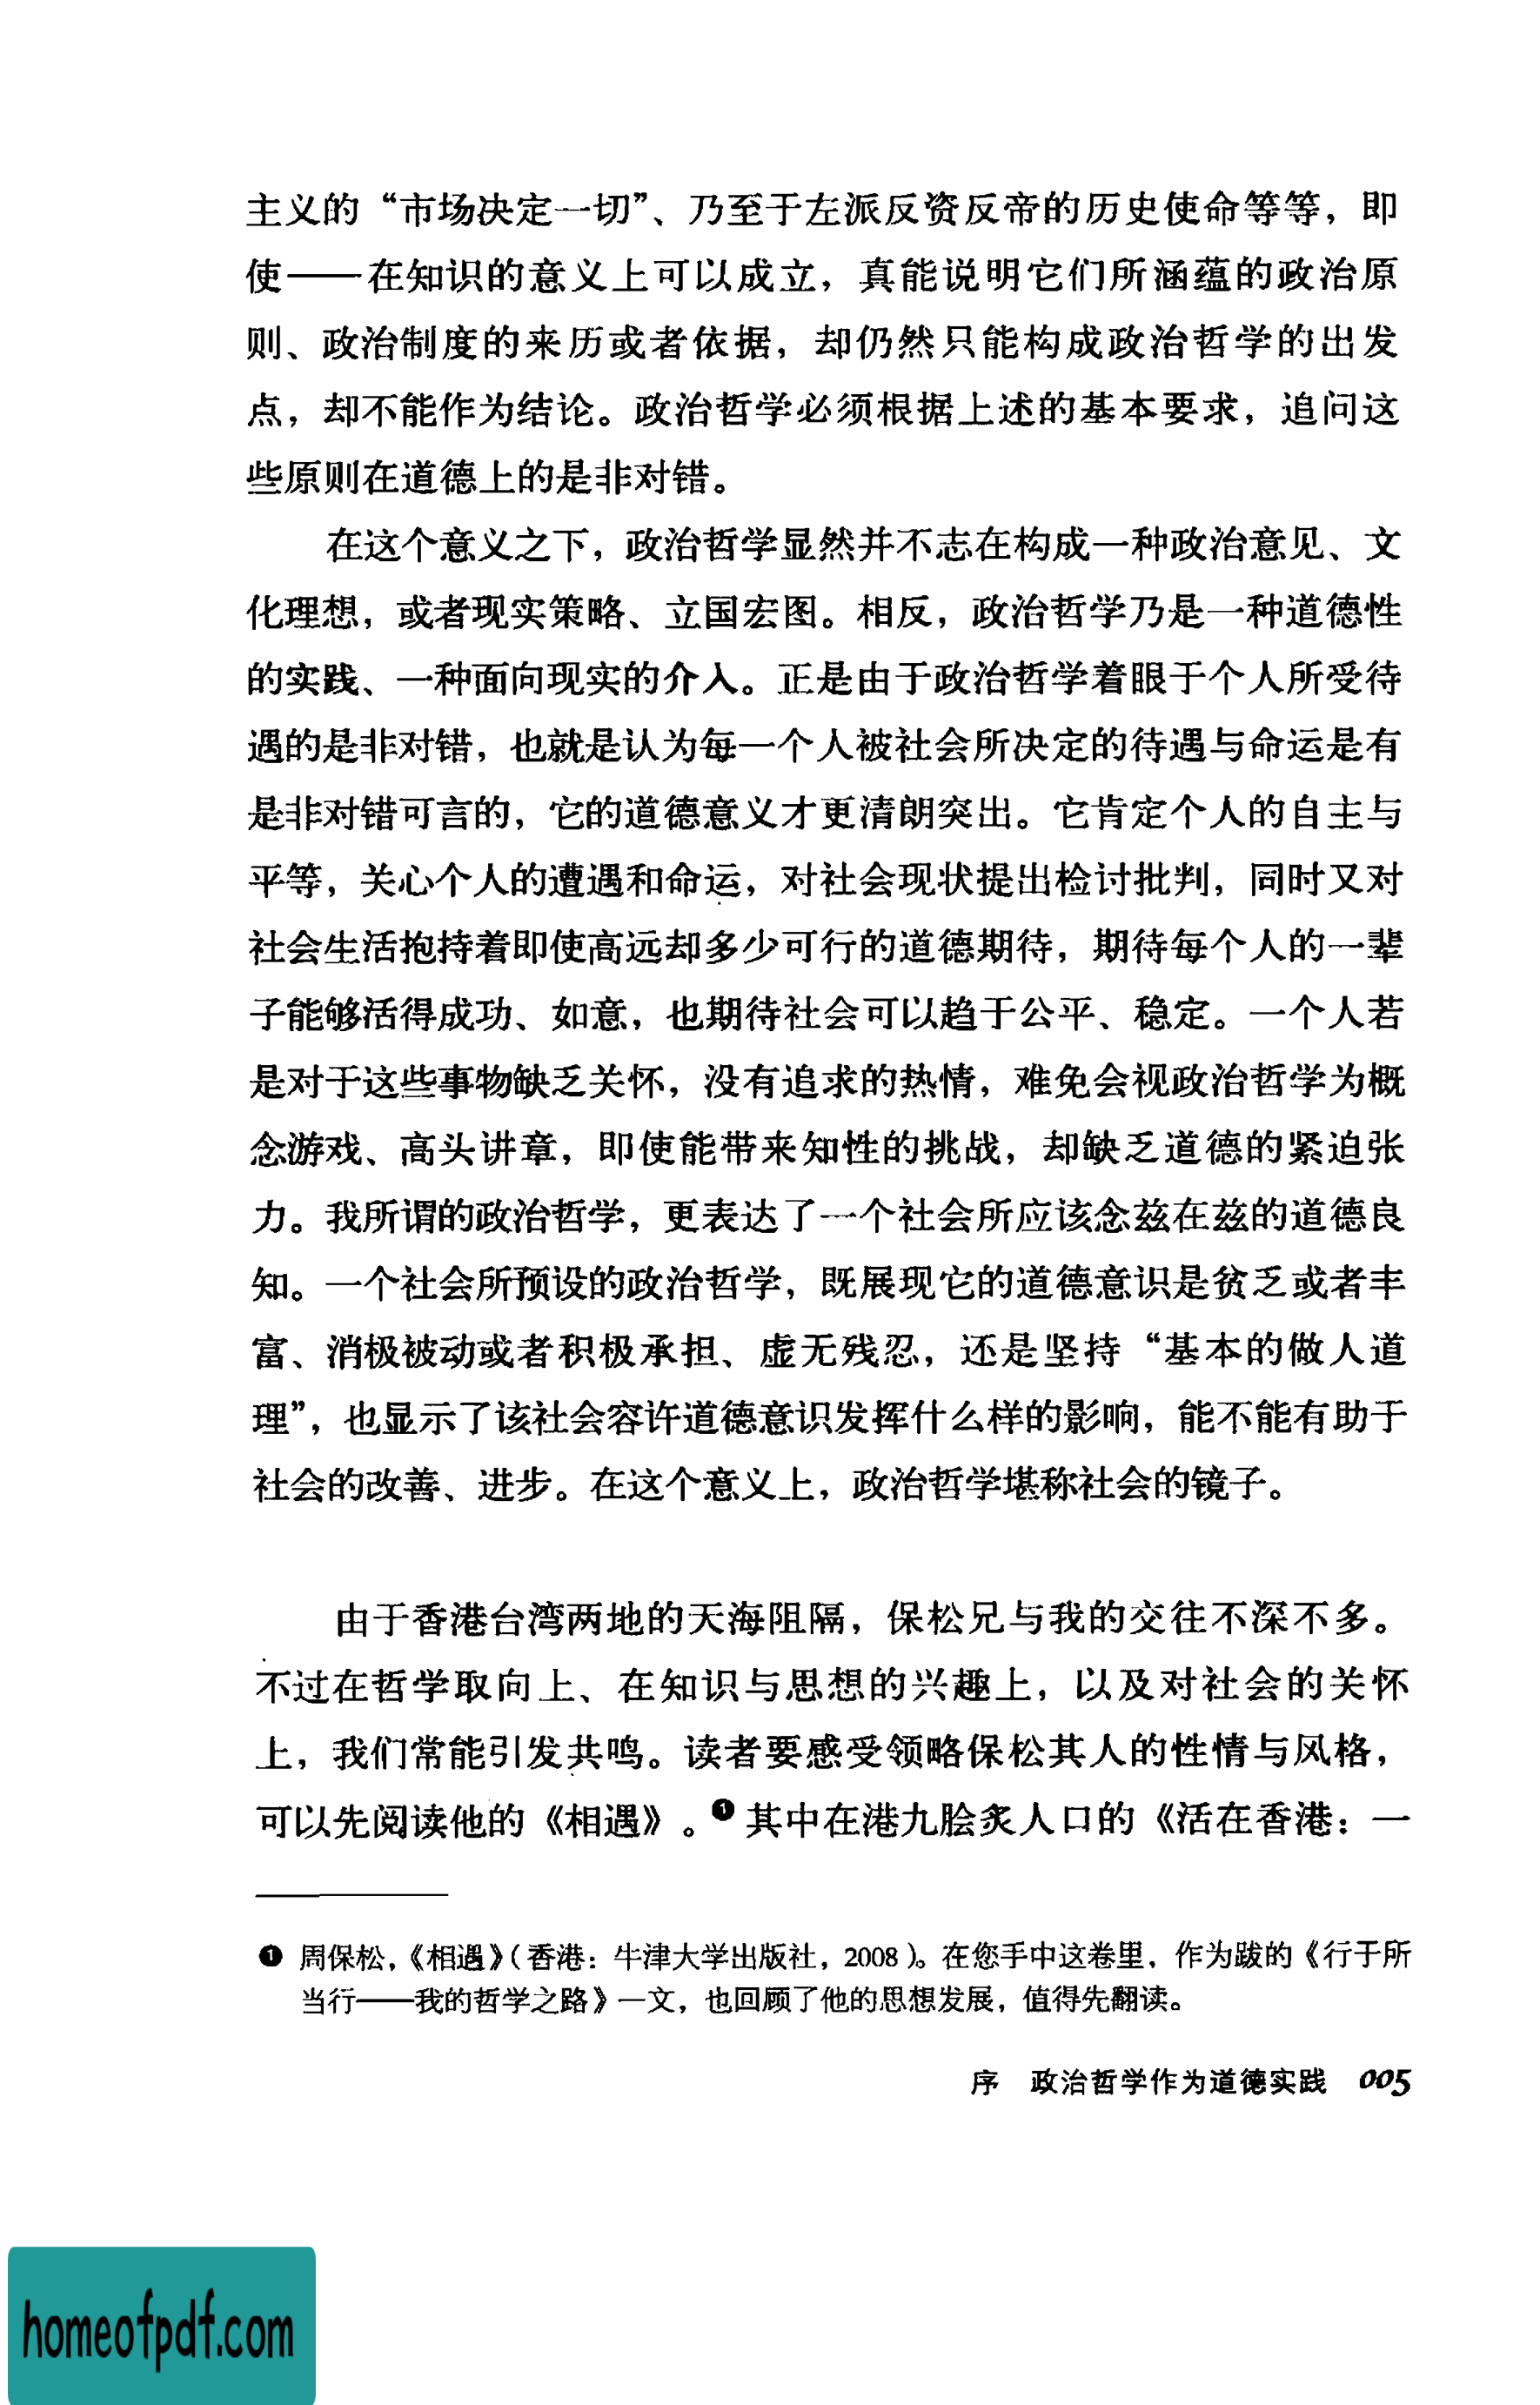 主义的“市场决定一切”、乃至于左派反资反帝的历史使命等等，即
使——在知识的意义上可以成立，真能说明它们所涵蕴的政治原
则、政治制度的来历或者依据，却仍然只能构成政治哲学的出发
点，却不能作为结论。政治哲学必须根据上述的基本要求，追问这
些原则在道德上的是非对错。
在这个意义之下，政治哲学显然并不志在构成一种政治意见、文
化理想，或者现实策略、立国宏图。相反，政治哲学乃是一种道德性
的实践、一种面向现实的介入。正是由于政治哲学着眼于个人所受待
遇的是非对错，也就是认为每一个人被社会所决定的待遇与命运是有
是非对错可言的，它的道德意义才更清朗突出。它肯定个人的自主与
平等，关心个人的遭遇和命运，对社会现状提出检讨批判，同时又对
社会生活抱持着即使高远却多少可行的道德期待，期待每个人的一辈
子能够活得成功、如意，也期待社会可以趋于公平、稳定。一个人若
是对于这些事物缺乏关怀，没有追求的热情，难免会视政治哲学为概
念游戏、高头讲章，即使能带来知性的挑战，却缺乏道德的紧迫张
力。我所谓的政治哲学，更表达了一个社会所应该念兹在兹的道德良
知。一个社会所预设的政治哲学，既展现它的道德意识是贫乏或者丰
富、消极被动或者积极承担、虚无残忍，还是坚持“基本的做人道
理”，也显示了该社会容许道德意识发挥什么样的影响，能不能有助于
社会的改善、进步。在这个意义上，政治哲学堪称社会的镜子。
由于香港台湾两地的天海阻隔，保松兄与我的交往不深不多。
不过在哲学取向上、在知识与思想的兴趣上，以及对社会的关怀
上，我们常能引发共鸣。读者要感受领略保松其人的性情与风格，
可以先阅读他的《相遇》。❶其中在港九脍炙人口的《活在香港：一
❶ 周保松，《相遇》（香港：牛津大学出版社，2008）。在您手中这卷里，作为跋的《行于所
当行——我的哲学之路》一文，也回顾了他的思想发展，值得先翻读。
序 政治哲学作为道德实践 005
homeofpdf.com